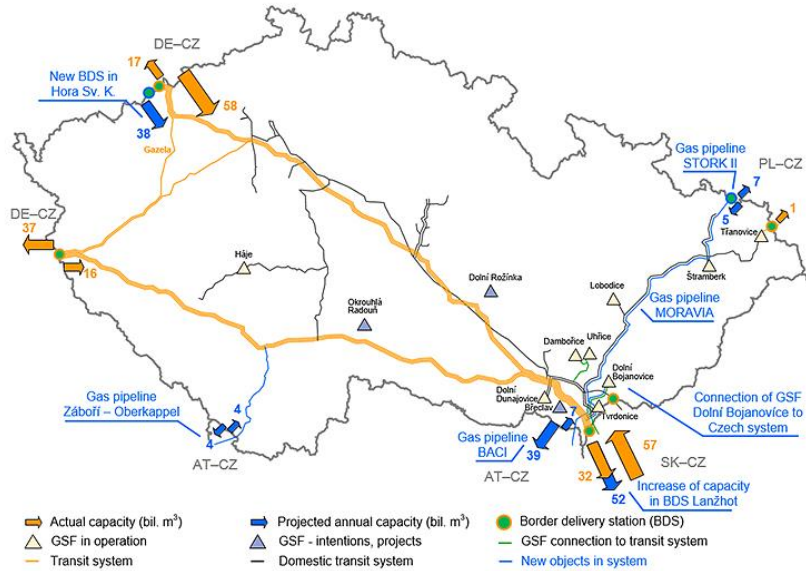 DE–CZ
17
New BDS in
Hora Sv. K.
58
38
Gazela
Gas pipeline
STORK II
PL–CZ
7
5
1
DE–CZ
37
16
Třanovice
Háje
Dolní Rožínka
Štramberk
Lobodice
Okrouhlá
Radouň
Gas pipeline
MORAVIA
Dambořice
Uhřice
Dolní
Bojanovice
Gas pipeline
Záboří – Oberkappel
4
4
AT–CZ
Dolní
Dunajovice
Břeclav
7
Tvrdonice
Connection of GSF
Dolní Bojanovíce to
Czech system
Gas pipeline
BACI
39
AT–CZ
57
32
SK–CZ
52
Increase of capacity
in BDS Lanžhot
Actual capacity (bil. m³)
Projected annual capacity (bil. m³)
Border delivery station (BDS)
GSF in operation
GSF - intentions, projects
GSF connection to transit system
Transit system
Domestic transit system
New objects in system